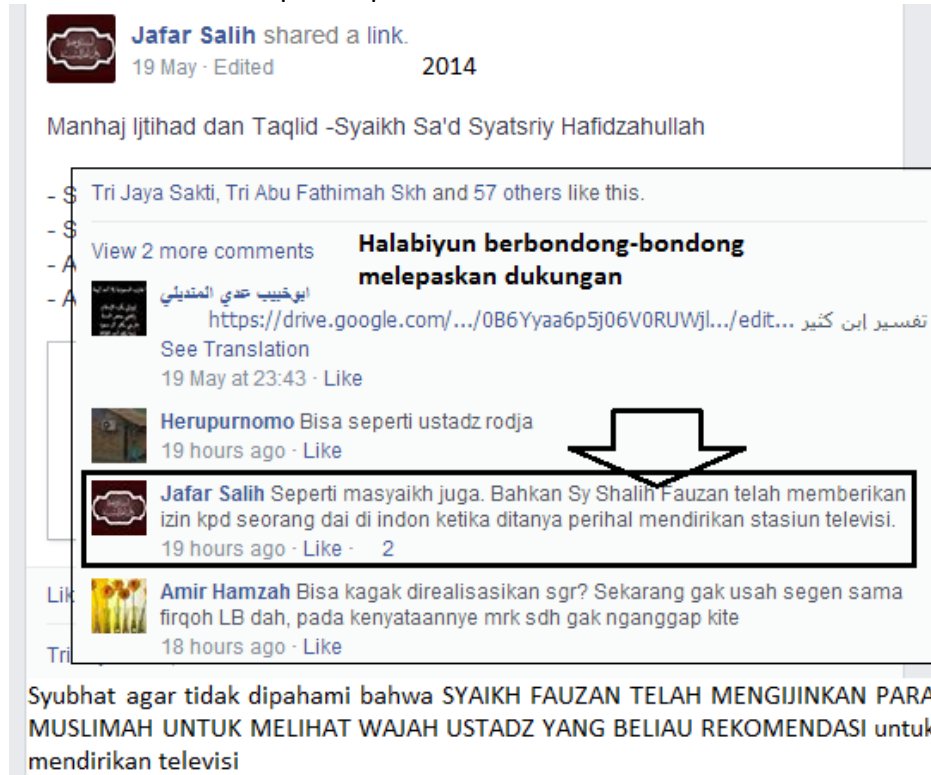 Jafar Salih shared a link.
19 May · Edited 2014
Manhaj Ijtihad dan Taqlid -Syaikh Sa'd Syatsriy Hafidzahullah
- S
- S
- A
- A
Tri Jaya Sakti, Tri Abu Fathimah Skh and 57 others like this.
View 2 more comments
Halabiyun berbondong-bondong
melepaskan dukungan
ابوخبيب عدي المنديلي
تفسير إبن كثير https://drive.google.com/.../0B6Yyaa6p5j06V0RUWjl.../edit...
See Translation
19 May at 23:43 · Like
Herupurnomo Bisa seperti ustadz rodja
19 hours ago · Like
Jafar Salih Seperti masyaikh juga. Bahkan Sy Shalih Fauzan telah memberikan
izin kpd seorang dai di indon ketika ditanya perihal mendirikan stasiun televisi.
19 hours ago · Like · 2
Amir Hamzah Bisa kagak direalisasikan sgr? Sekarang gak usah segen sama
firqoh LB dah, pada kenyataannye mrk sdh gak nganggap kite
18 hours ago · Like
Lik
Tri
Syubhat agar tidak dipahami bahwa SYAIKH FAUZAN TELAH MENGIJINKAN PARA
MUSLIMAH UNTUK MELIHAT WAJAH USTADZ YANG BELIAU REKOMENDASI untuk
mendirikan televisi